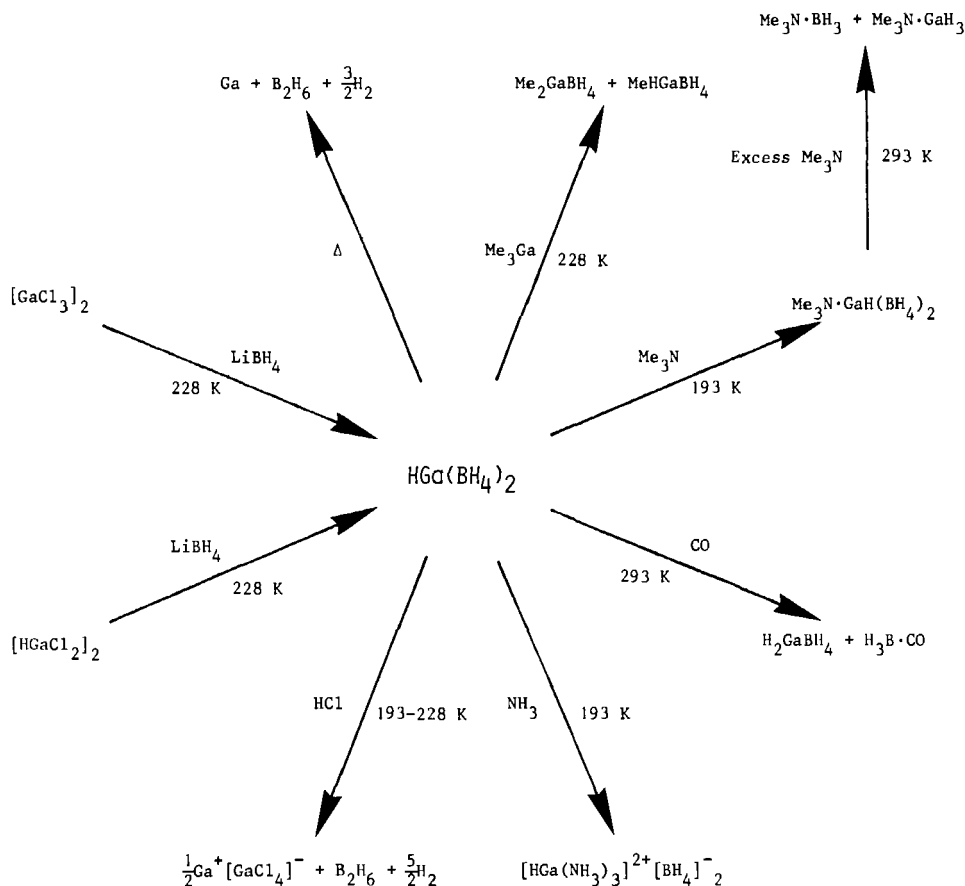 Me₃N·BH₃ + Me₃N·GaH₃
Ga + B₂H₆ + 3/2H₂
Me₂GaBH₄ + MeHGaBH₄
Excess Me₃N
293 K
Δ
Me₃Ga
228 K
[GaCl₃]₂
Me₃N·GaH(BH₄)₂
LiBH₄
228 K
Me₃N
193 K
HGa(BH₄)₂
LiBH₄
228 K
CO
293 K
[HGaCl₂]₂
H₂GaBH₄ + H₃B·CO
HCl
193-228 K
NH₃
193 K
1/2Ga⁺[GaCl₄]⁻ + B₂H₆ + 5/2H₂
[HGa(NH₃)₃]²⁺[BH₄]⁻₂